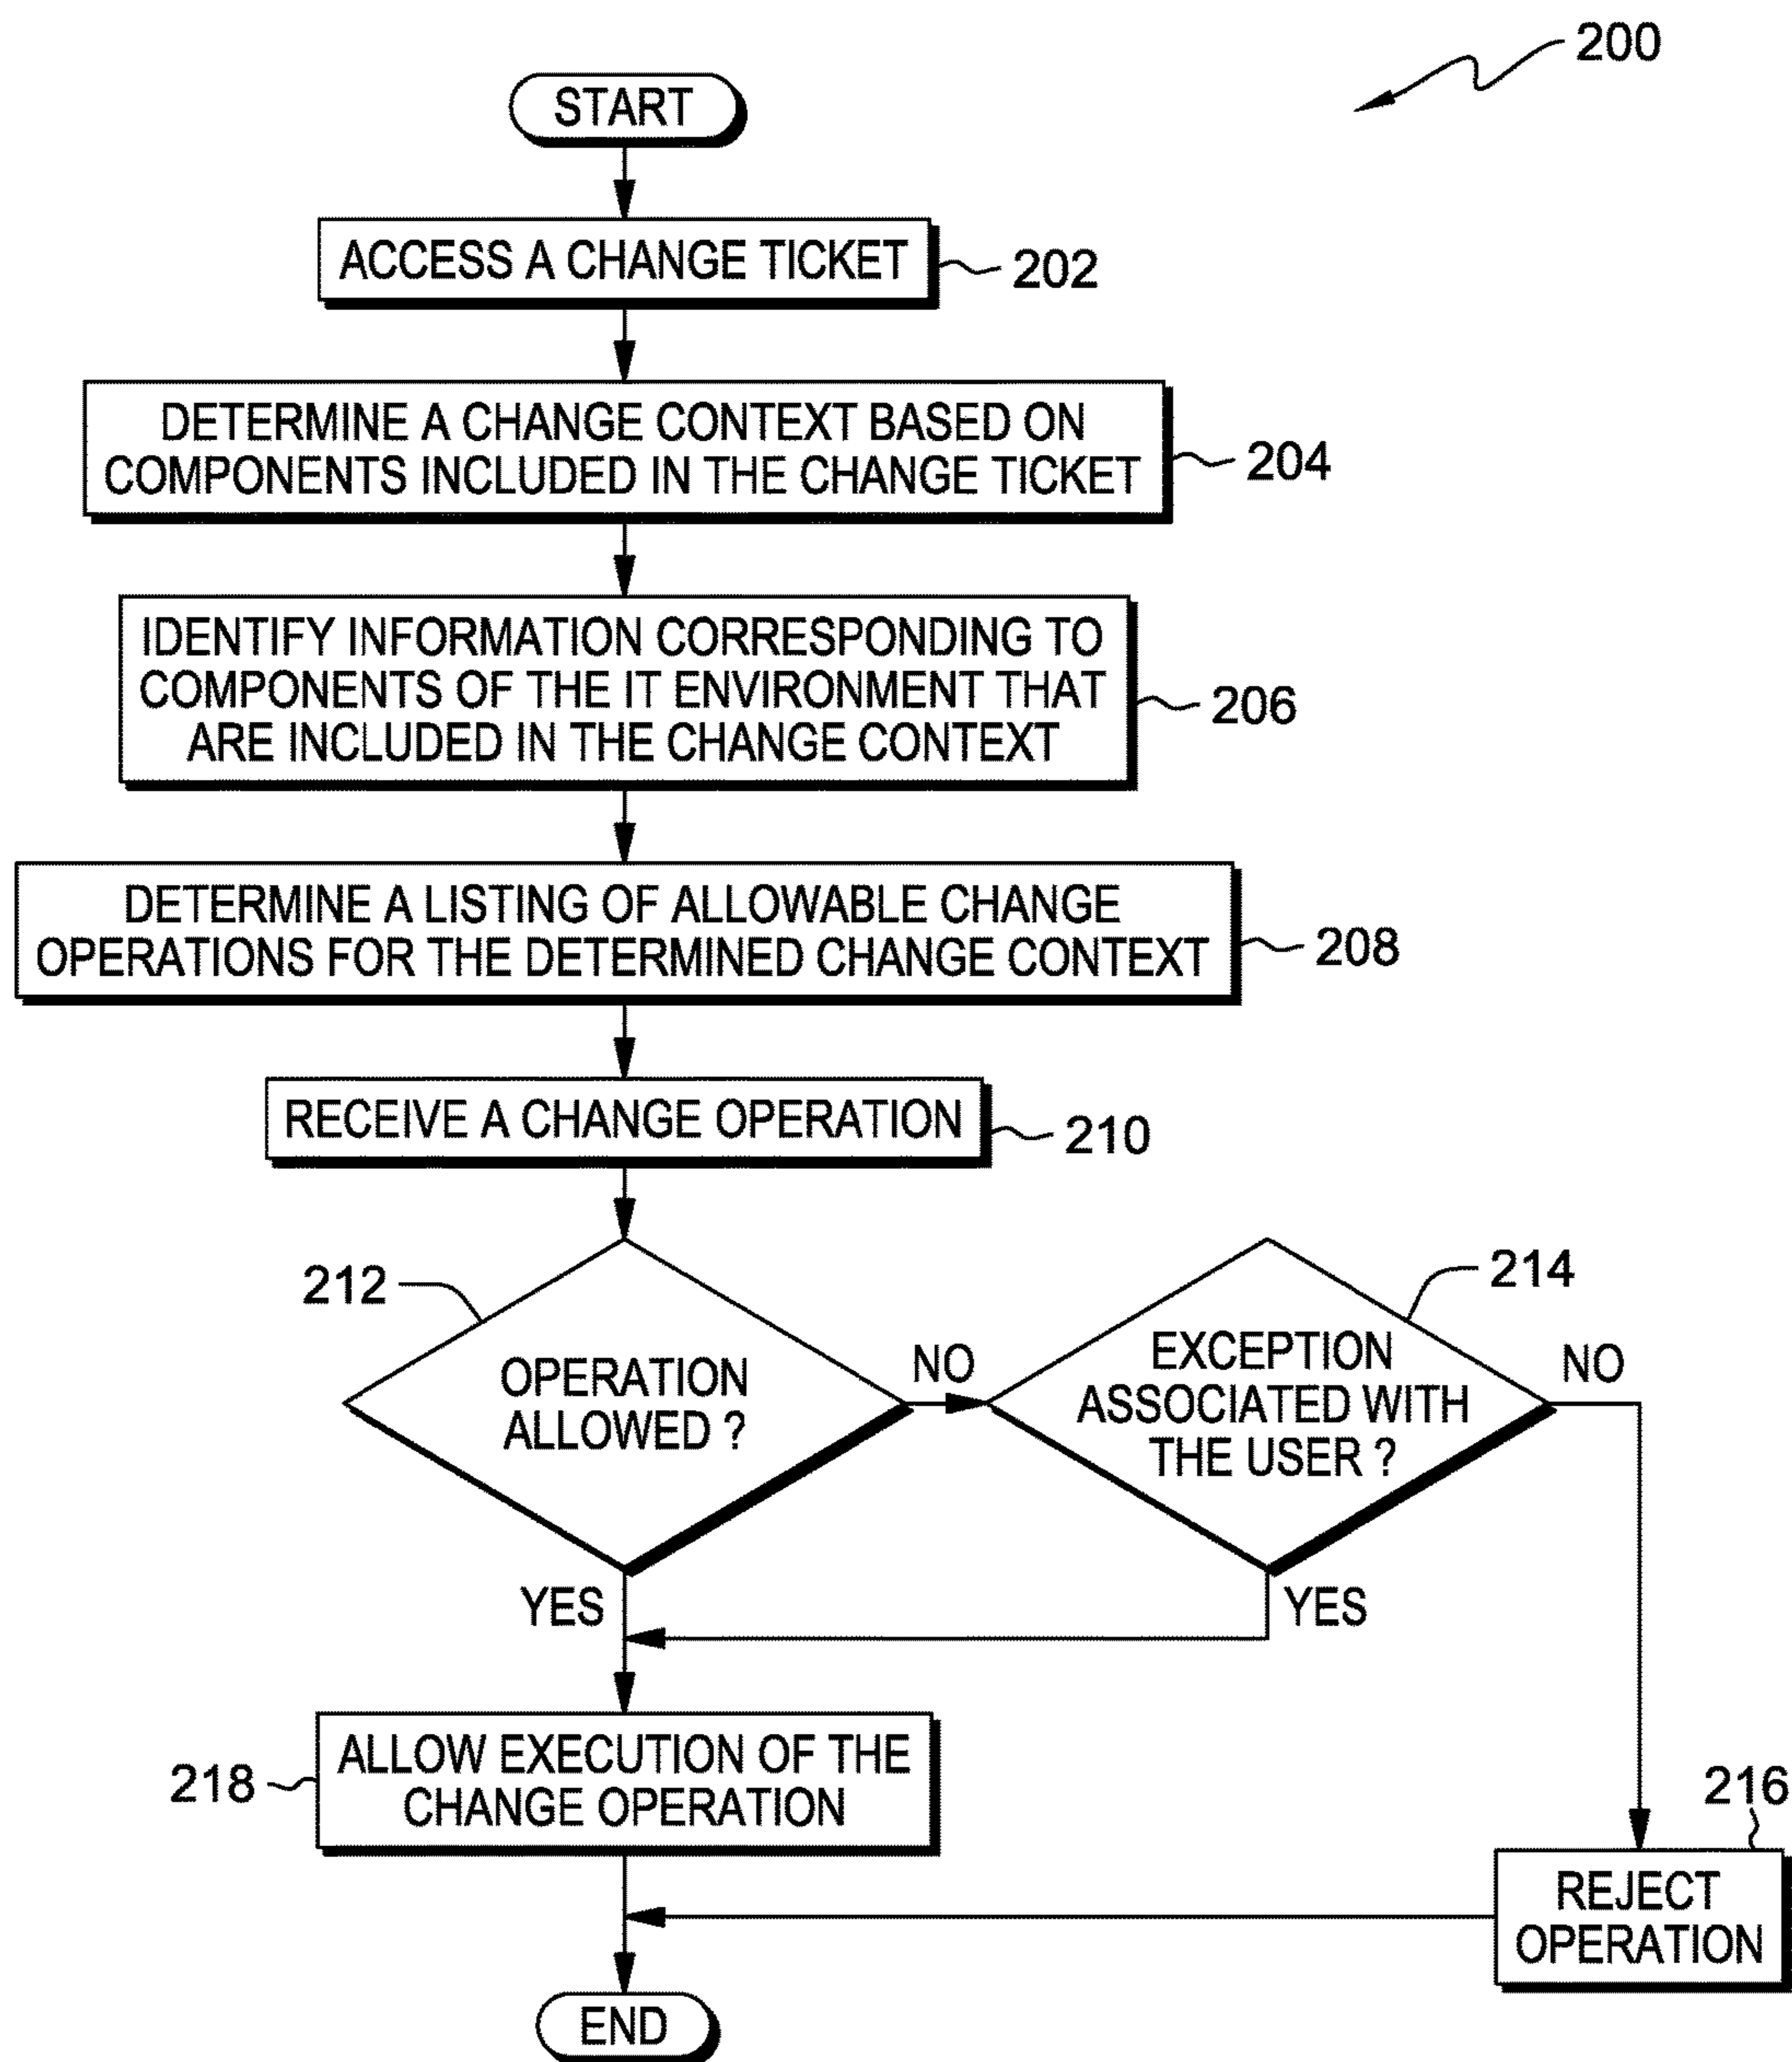 200
START
ACCESS A CHANGE TICKET
202
DETERMINE A CHANGE CONTEXT BASED ON
COMPONENTS INCLUDED IN THE CHANGE TICKET
204
IDENTIFY INFORMATION CORRESPONDING TO
COMPONENTS OF THE IT ENVIRONMENT THAT
ARE INCLUDED IN THE CHANGE CONTEXT
206
DETERMINE A LISTING OF ALLOWABLE CHANGE
OPERATIONS FOR THE DETERMINED CHANGE CONTEXT
208
RECEIVE A CHANGE OPERATION
210
212
OPERATION
ALLOWED ?
NO
YES
214
EXCEPTION
ASSOCIATED WITH
THE USER ?
NO
YES
218
ALLOW EXECUTION OF THE
CHANGE OPERATION
216
REJECT
OPERATION
END